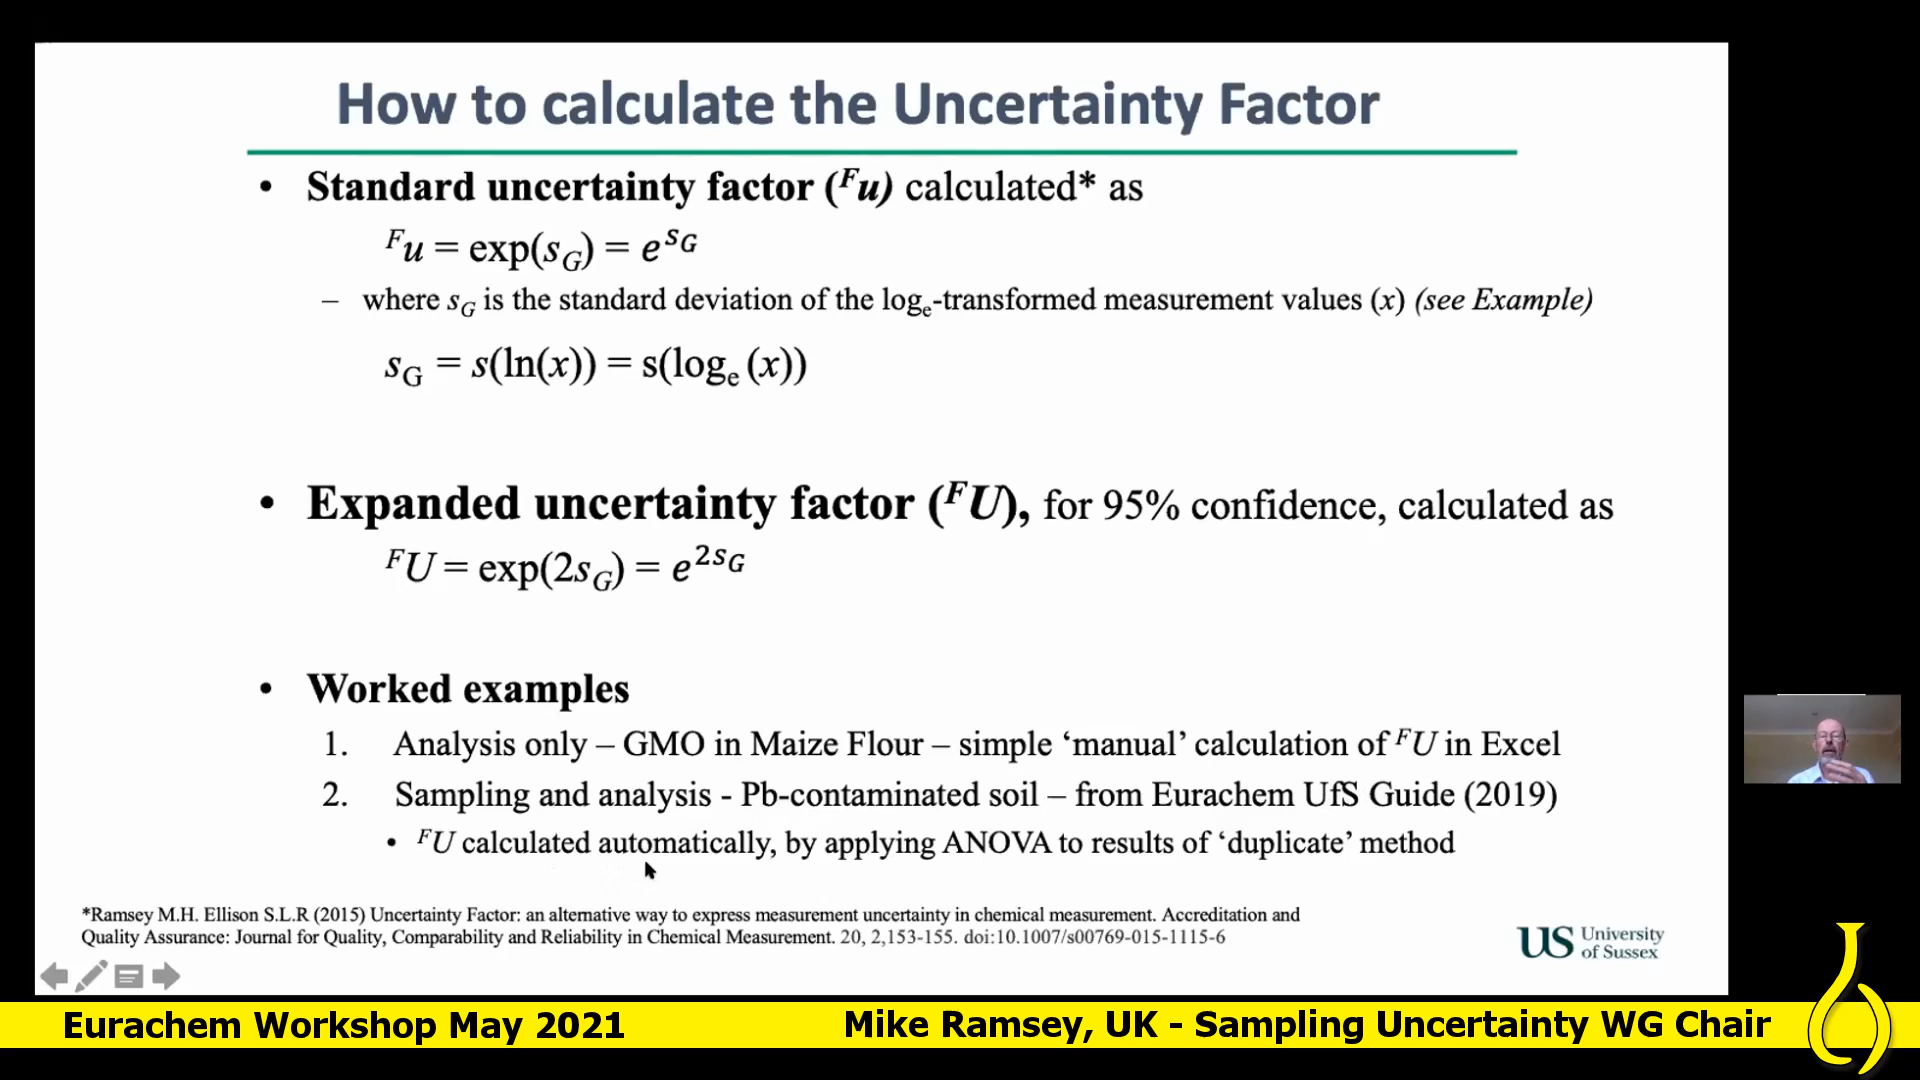 How to calculate the Uncertainty Factor
• Standard uncertainty factor (ᶠu) calculated* as
ᶠu = exp(s_G) = e^{s_G}
– where s_G is the standard deviation of the logₑ-transformed measurement values (x) (see Example)
s_G = s(ln(x)) = s(logₑ (x))
• Expanded uncertainty factor (ᶠU), for 95% confidence, calculated as
ᶠU = exp(2s_G) = e^{2s_G}
• Worked examples
1. Analysis only – GMO in Maize Flour – simple ‘manual’ calculation of ᶠU in Excel
2. Sampling and analysis - Pb-contaminated soil – from Eurachem UfS Guide (2019)
• ᶠU calculated automatically, by applying ANOVA to results of ‘duplicate’ method
*Ramsey M.H. Ellison S.L.R (2015) Uncertainty Factor: an alternative way to express measurement uncertainty in chemical measurement. Accreditation and
Quality Assurance: Journal for Quality, Comparability and Reliability in Chemical Measurement. 20, 2,153-155. doi:10.1007/s00769-015-1115-6
US University
of Sussex
Eurachem Workshop May 2021
Mike Ramsey, UK - Sampling Uncertainty WG Chair